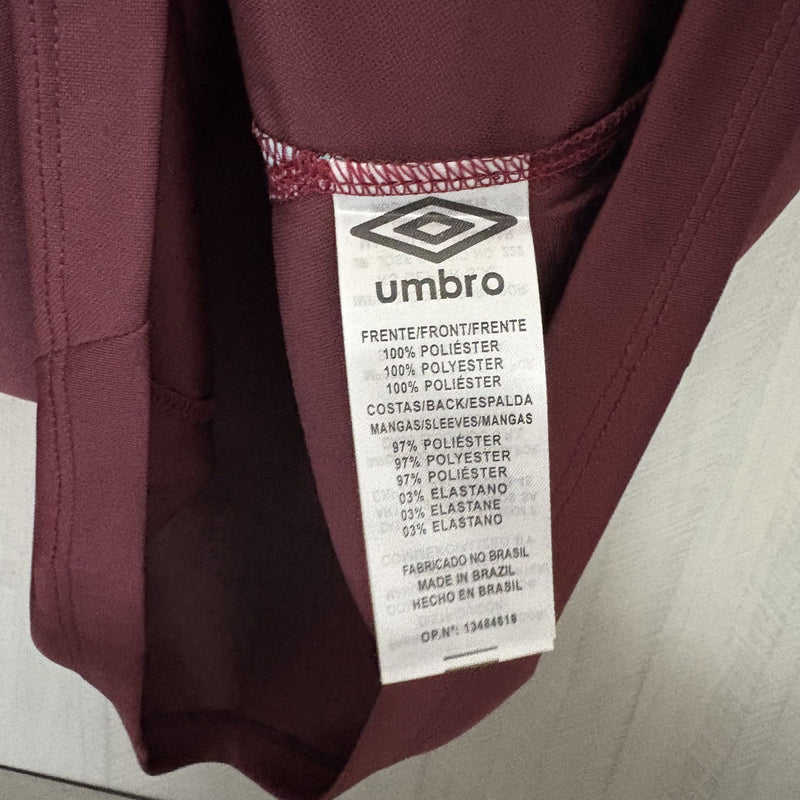 umbro
FRENTE/FRONT/FRENTE
100% POLIÉSTER
100% POLYESTER
100% POLIÉSTER
COSTAS/BACK/ESPALDA
MANGAS/SLEEVES/MANGAS
97% POLIÉSTER
97% POLYESTER
97% POLIÉSTER
03% ELASTANO
03% ELASTANE
03% ELASTANO
FABRICADO NO BRASIL
MADE IN BRAZIL
HECHO EN BRASIL
OP.Nº: 13484619